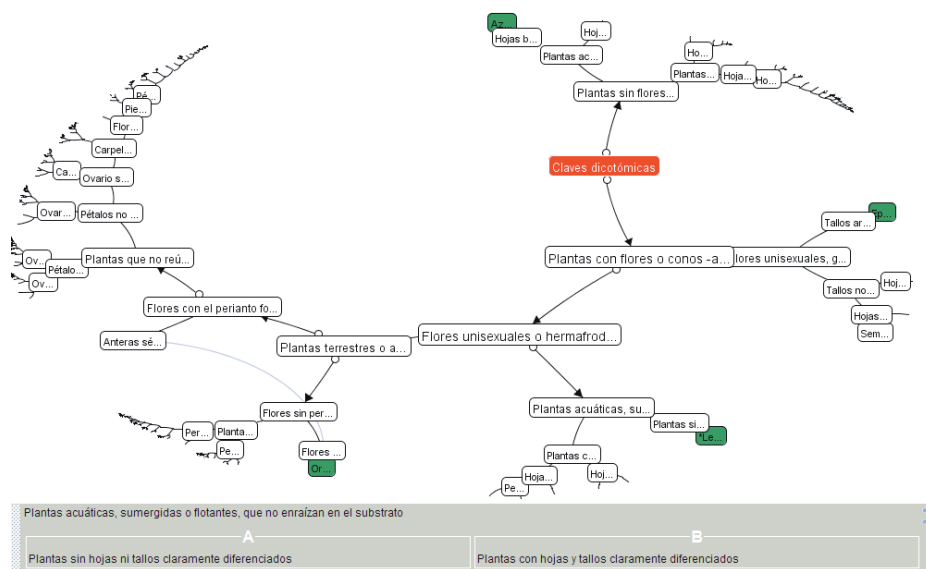 Az...
Hojas b...
Hoj...
Plantas ac...
Ho...
Plantas...
Hoja...
Ho...
Plantas sin flores...
Pé...
Pie...
Flor...
Carpel...
Claves dicotómicas
Ca...
Ovario s...
Ovar...
Pétalos no ...
Ep...
Tallos ar...
Plantas que no reú...
Ov...
Pétalo...
Ov...
Plantas con flores o conos -a...
lores unisexuales, g...
Hoj...
Tallos no...
Flores con el perianto fo...
Hojas...
Sem...
Anteras sé...
Plantas terrestres o a...
Flores unisexuales o hermafrod...
Flores sin per...
Plantas acuáticas, su...
Per...
Planta...
Plantas si...
*Le...
Pe...
Flores ...
Or...
Plantas c...
Hoja...
Hoj...
Pe...
Plantas acuáticas, sumergidas o flotantes, que no enraízan en el substrato
A
B
Plantas sin hojas ni tallos claramente diferenciados
Plantas con hojas y tallos claramente diferenciados